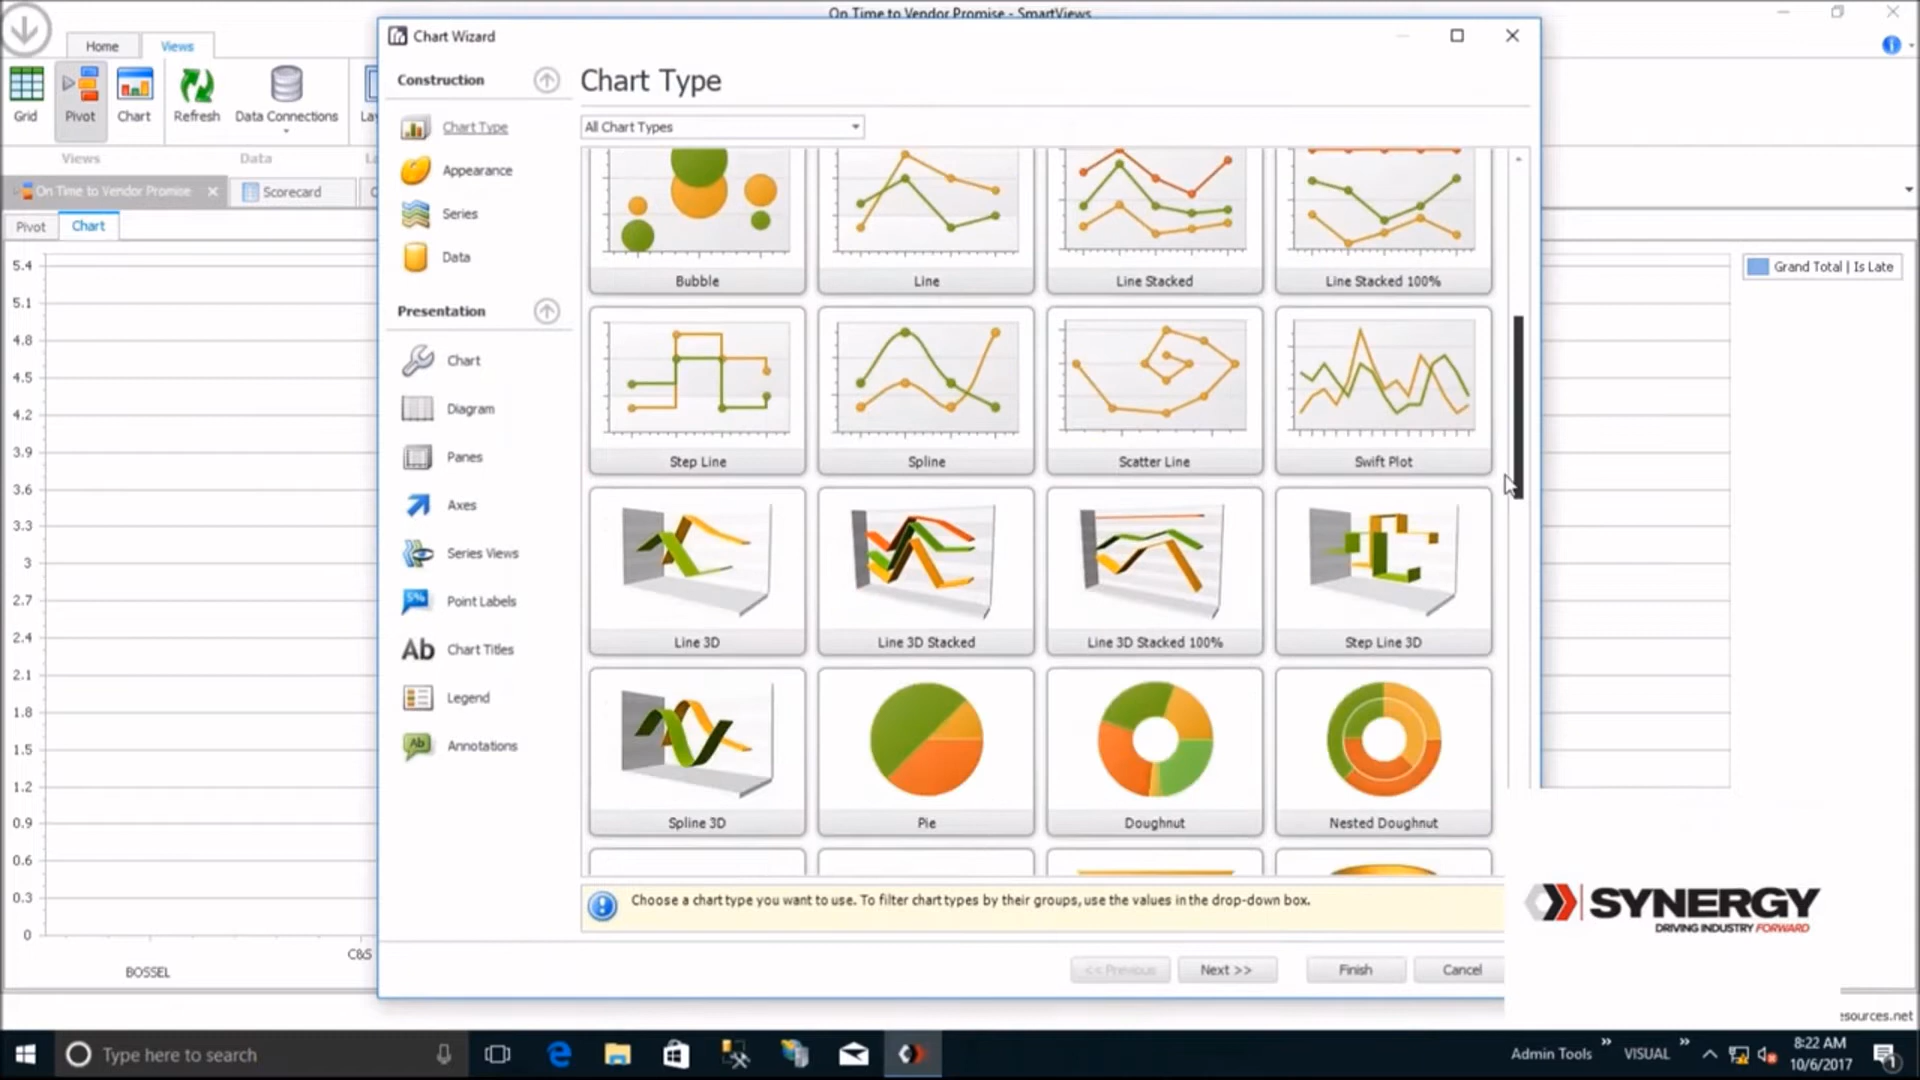 On Time to Vendor Promise - SmartViews
Home
Views
Grid
Pivot
Chart
Refresh
Data Connections
Views
Data
On Time to Vendor Promise
Scorecard
Pivot
Chart
5.4
5.1
4.8
4.5
4.2
3.9
3.6
3.3
3
2.7
2.4
2.1
1.8
1.5
1.2
0.9
0.6
0.3
0
BOSSEL
C&S
Chart Wizard
Construction
Chart Type
Appearance
Series
Data
Presentation
Chart
Diagram
Panes
Axes
Series Views
5%
Point Labels
Ab
Chart Titles
Legend
Ab
Annotations
Chart Type
All Chart Types
Bubble
Line
Line Stacked
Line Stacked 100%
Step Line
Spline
Scatter Line
Swift Plot
Line 3D
Line 3D Stacked
Line 3D Stacked 100%
Step Line 3D
Spline 3D
Pie
Doughnut
Nested Doughnut
Choose a chart type you want to use. To filter chart types by their groups, use the values in the drop-down box.
<< Previous
Next >>
Finish
Cancel
Grand Total | Is Late
SYNERGY
DRIVING INDUSTRY FORWARD
esources.net
Type here to search
Admin Tools
VISUAL
8:22 AM
10/6/2017
1